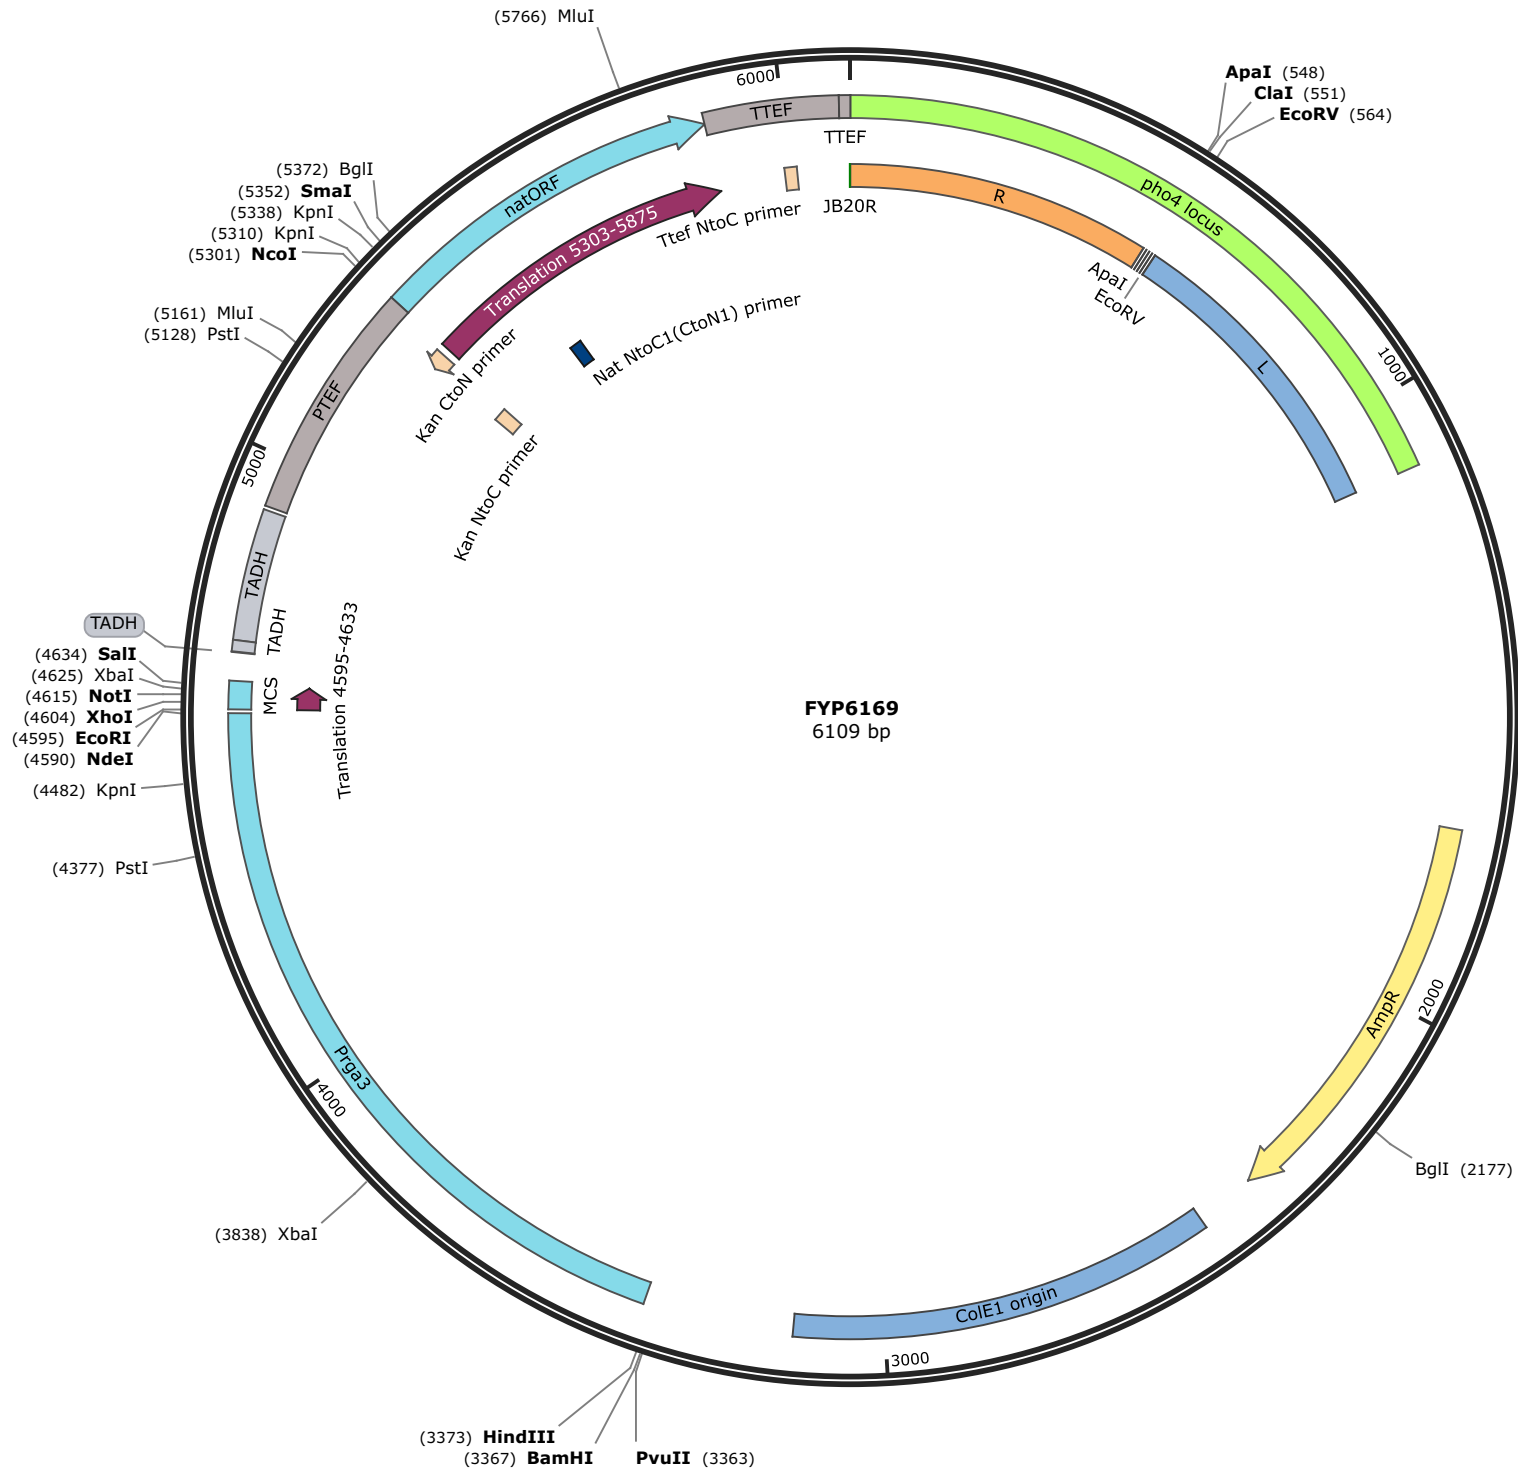 (5766) MluI
6000
ApaI (548)
ClaI (551)
EcoRV (564)
TTEF
TTEF
JB20R
R
pho4 locus
ApaI
EcoRV
L
1000
(5372) BglI
(5352) SmaI
(5338) KpnI
(5310) KpnI
(5301) NcoI
natORF
Translation 5303-5875
Ttef NtoC primer
Nat NtoC1(CtoN1) primer
(5161) MluI
(5128) PstI
PTEF
Kan CtoN primer
Kan NtoC primer
5000
TADH
TADH
TADH
(4634) SalI
(4625) XbaI
(4615) NotI
(4604) XhoI
(4595) EcoRI
(4590) NdeI
(4482) KpnI
(4377) PstI
MCS
Translation 4595-4633
FYP6169
6109 bp
AmpR
2000
BglI (2177)
Prga3
4000
(3838) XbaI
ColE1 origin
3000
(3373) HindIII
(3367) BamHI
PvuII (3363)